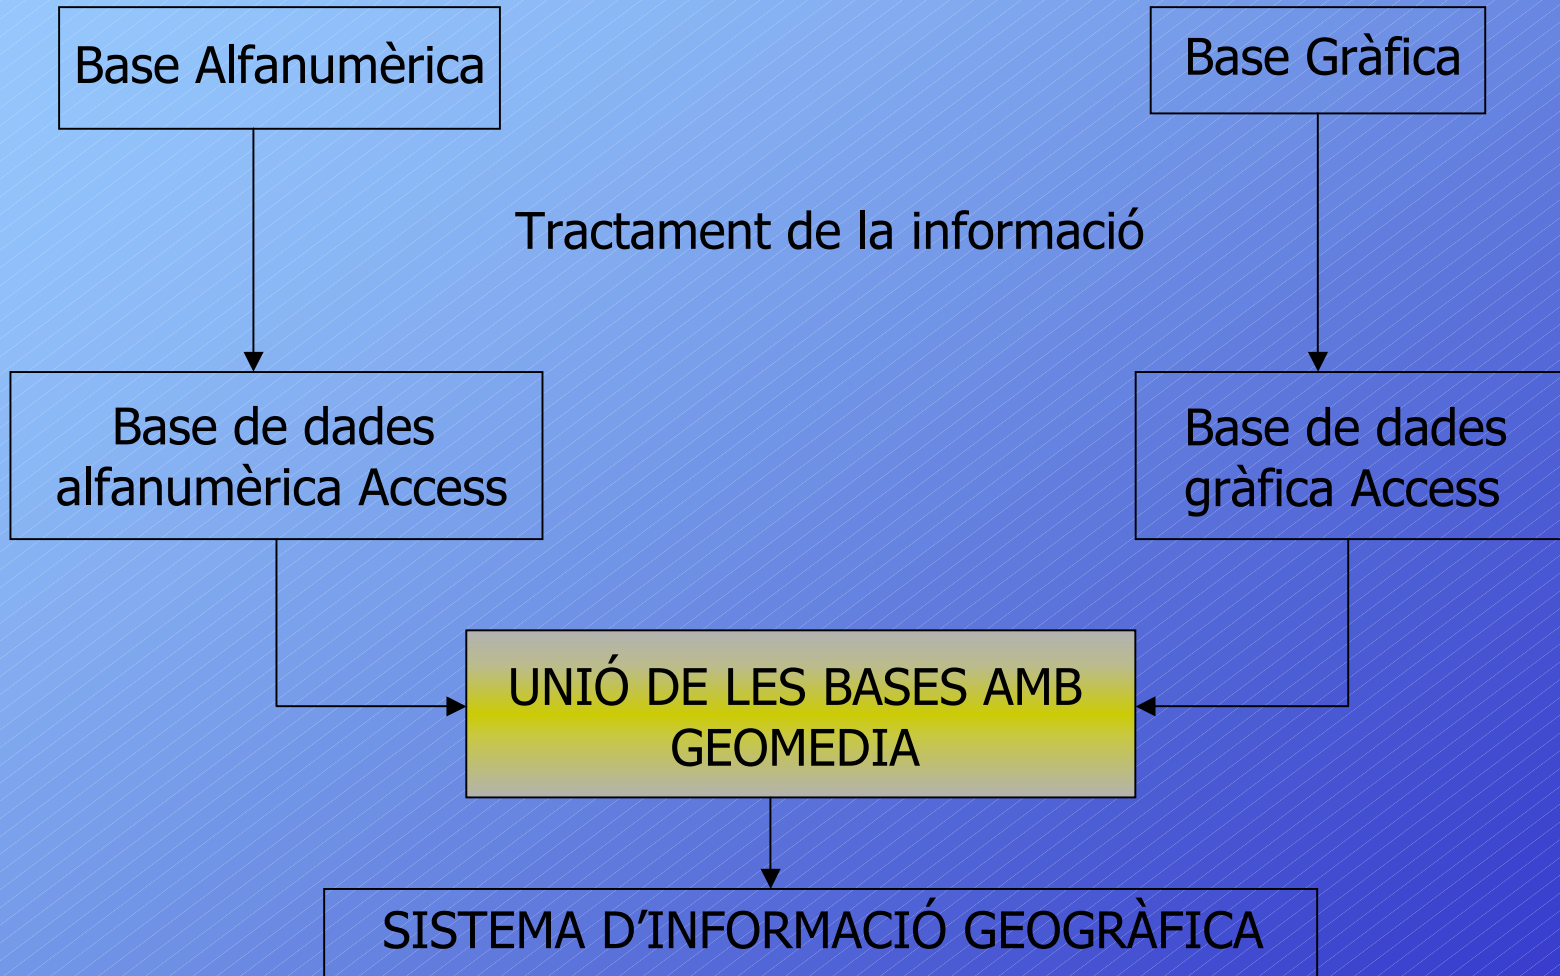 Base Alfanumèrica
Base Gràfica
Tractament de la informació
Base de dades
alfanumèrica Access
Base de dades
gràfica Access
UNIÓ DE LES BASES AMB
GEOMEDIA
SISTEMA D’INFORMACIÓ GEOGRÀFICA